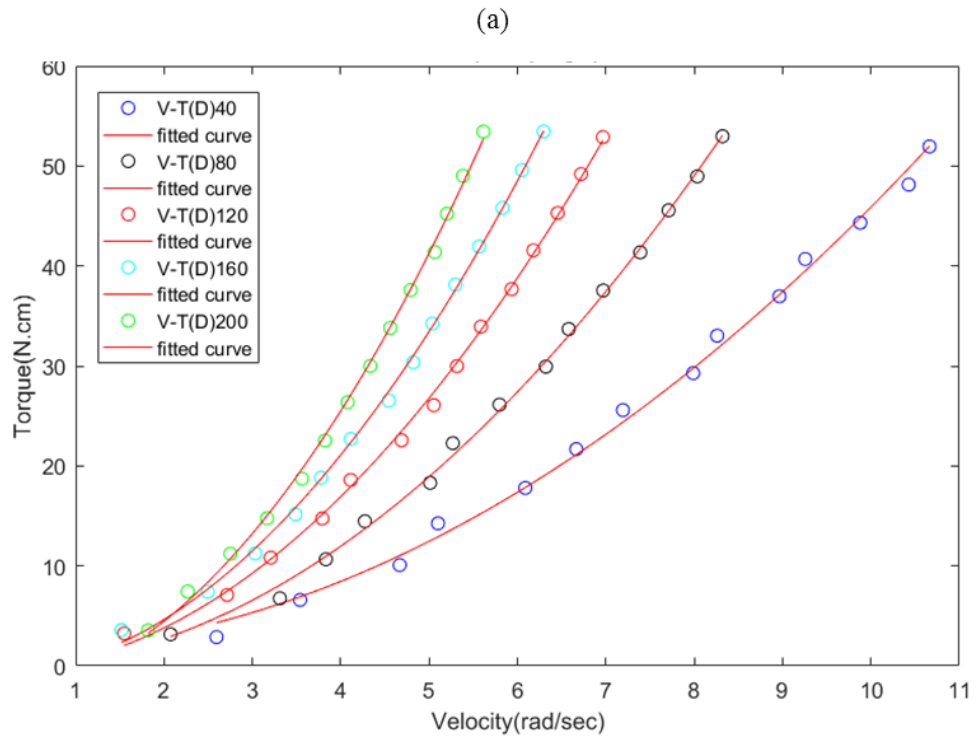 (a)
60
50
40
30
20
10
0
Torque(N.cm)
V-T(D)40
fitted curve
V-T(D)80
fitted curve
V-T(D)120
fitted curve
V-T(D)160
fitted curve
V-T(D)200
fitted curve
1 2 3 4 5 6 7 8 9 10 11
Velocity(rad/sec)